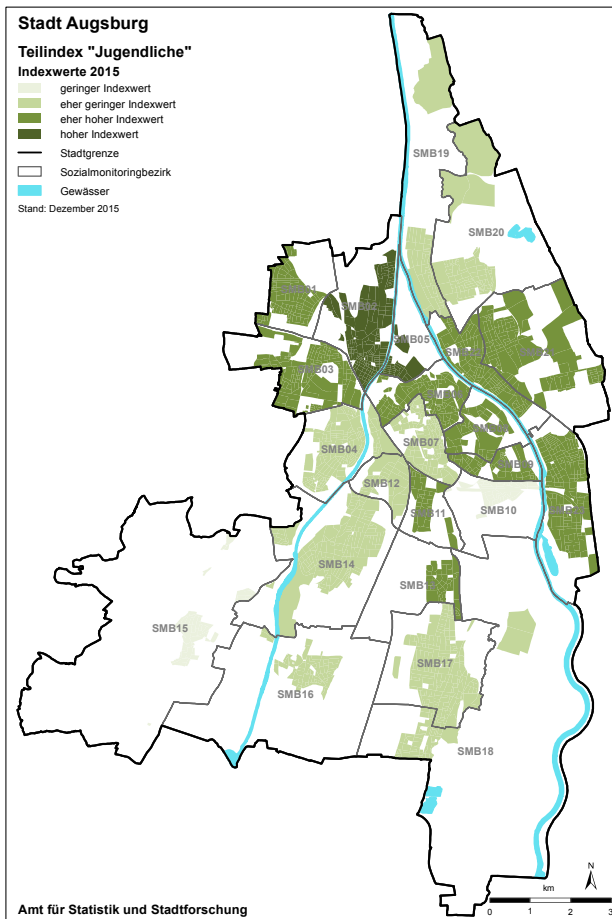 Stadt Augsburg
Teilindex "Jugendliche"
Indexwerte 2015
geringer Indexwert
eher geringer Indexwert
eher hoher Indexwert
hoher Indexwert
Stadtgrenze
Sozialmonitoringbezirk
Gewässer
Stand: Dezember 2015
SMB19
SMB20
SMB05
SMB03
SMB04
SMB07
SMB12
SMB10
SMB11
SMB14
SMB15
SMB17
SMB16
SMB18
N
km
0 1 2 3
Amt für Statistik und Stadtforschung